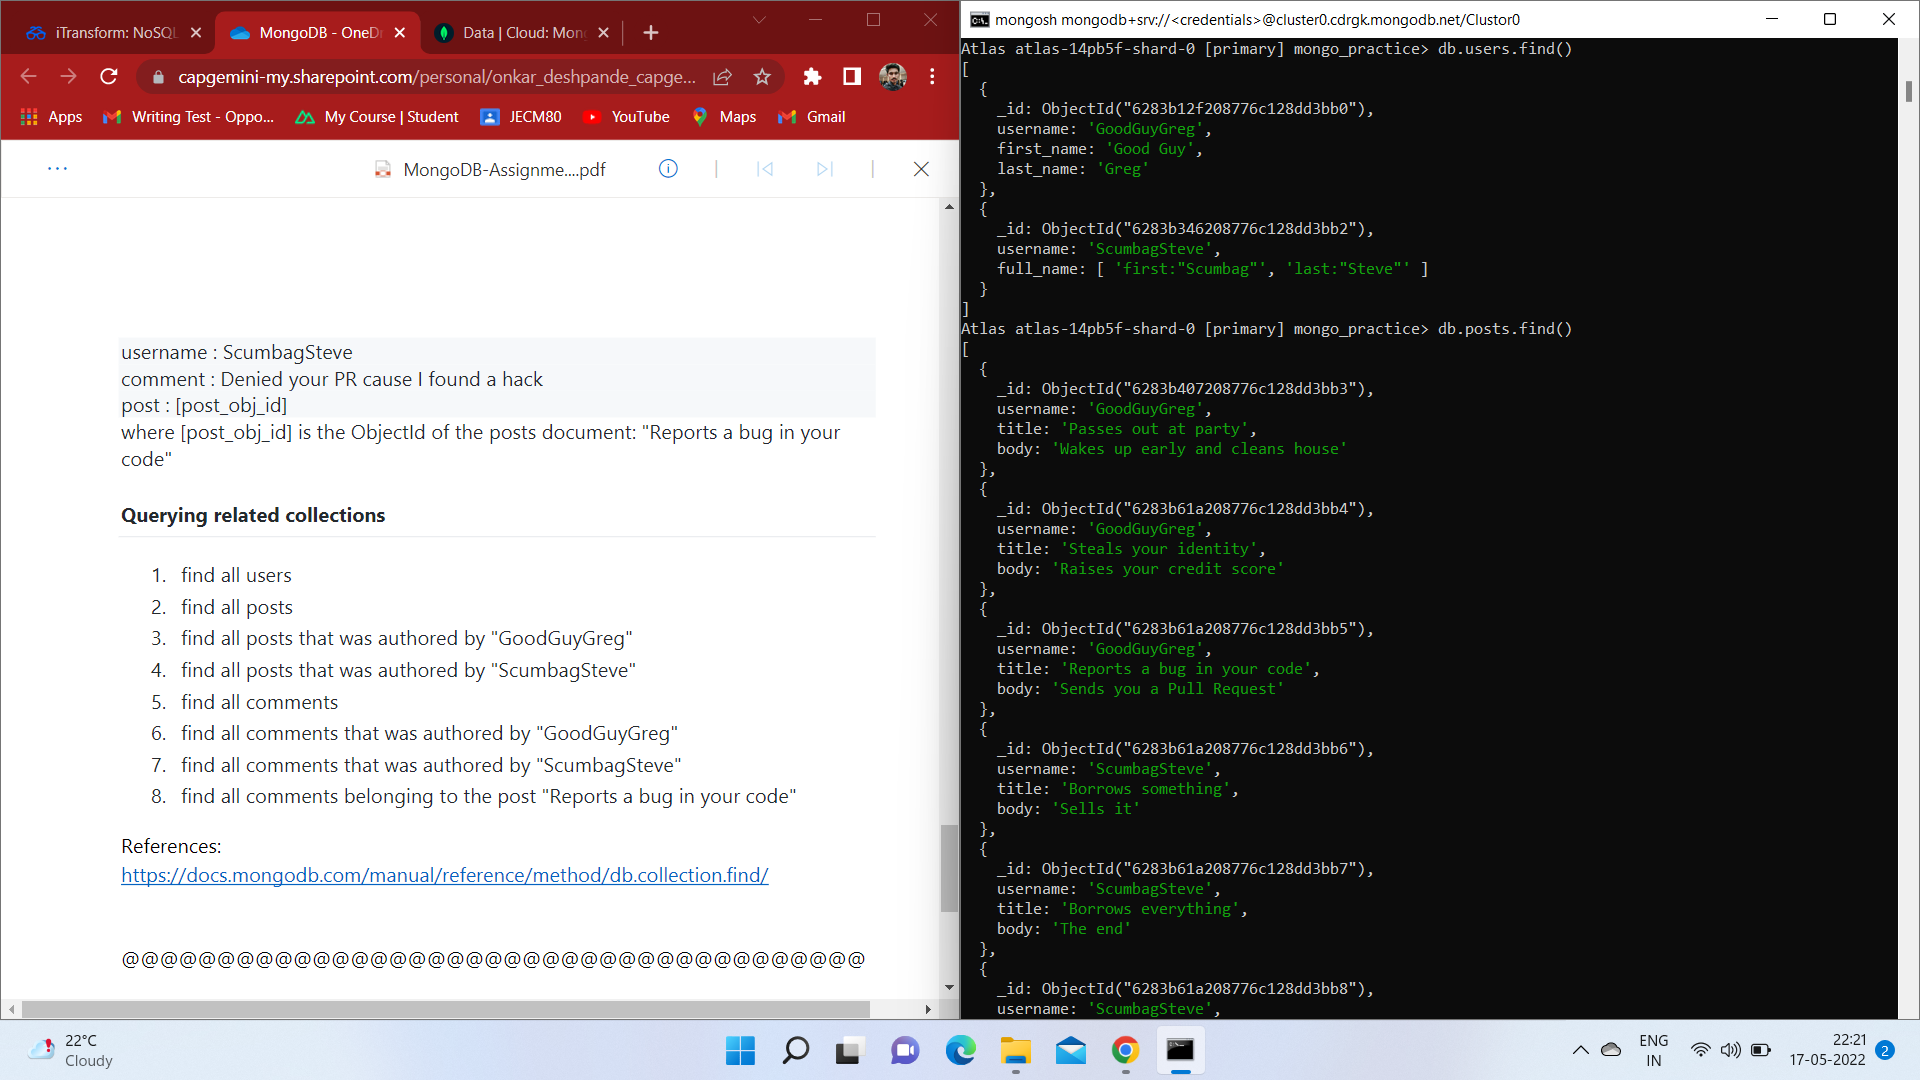 iTransform: NoSQL
MongoDB - OneDr
Data | Cloud: Mon
capgemini-my.sharepoint.com/personal/onkar_deshpande_capge...
Apps
Writing Test - Oppo...
My Course | Student
JECM80
YouTube
Maps
Gmail
MongoDB-Assignme....pdf
username : ScumbagSteve
comment : Denied your PR cause I found a hack
post : [post_obj_id]
where [post_obj_id] is the ObjectId of the posts document: "Reports a bug in your
code"
Querying related collections
1. find all users
2. find all posts
3. find all posts that was authored by "GoodGuyGreg"
4. find all posts that was authored by "ScumbagSteve"
5. find all comments
6. find all comments that was authored by "GoodGuyGreg"
7. find all comments that was authored by "ScumbagSteve"
8. find all comments belonging to the post "Reports a bug in your code"
References:
https://docs.mongodb.com/manual/reference/method/db.collection.find/
@@@@@@@@@@@@@@@@@@@@@@@@@@@@@@@@@@@@@@@
mongosh mongodb+srv://<credentials>@cluster0.cdrgk.mongodb.net/Clustor0
Atlas atlas-14pb5f-shard-0 [primary] mongo_practice> db.users.find()
[
{
_id: ObjectId("6283b12f208776c128dd3bb0"),
username: 'GoodGuyGreg',
first_name: 'Good Guy',
last_name: 'Greg'
},
{
_id: ObjectId("6283b346208776c128dd3bb2"),
username: 'ScumbagSteve',
full_name: [ 'first:"Scumbag"', 'last:"Steve"' ]
}
]
Atlas atlas-14pb5f-shard-0 [primary] mongo_practice> db.posts.find()
[
{
_id: ObjectId("6283b407208776c128dd3bb3"),
username: 'GoodGuyGreg',
title: 'Passes out at party',
body: 'Wakes up early and cleans house'
},
{
_id: ObjectId("6283b61a208776c128dd3bb4"),
username: 'GoodGuyGreg',
title: 'Steals your identity',
body: 'Raises your credit score'
},
{
_id: ObjectId("6283b61a208776c128dd3bb5"),
username: 'GoodGuyGreg',
title: 'Reports a bug in your code',
body: 'Sends you a Pull Request'
},
{
_id: ObjectId("6283b61a208776c128dd3bb6"),
username: 'ScumbagSteve',
title: 'Borrows something',
body: 'Sells it'
},
{
_id: ObjectId("6283b61a208776c128dd3bb7"),
username: 'ScumbagSteve',
title: 'Borrows everything',
body: 'The end'
},
{
_id: ObjectId("6283b61a208776c128dd3bb8"),
username: 'ScumbagSteve',
22°C
Cloudy
ENG
IN
22:21
17-05-2022
2